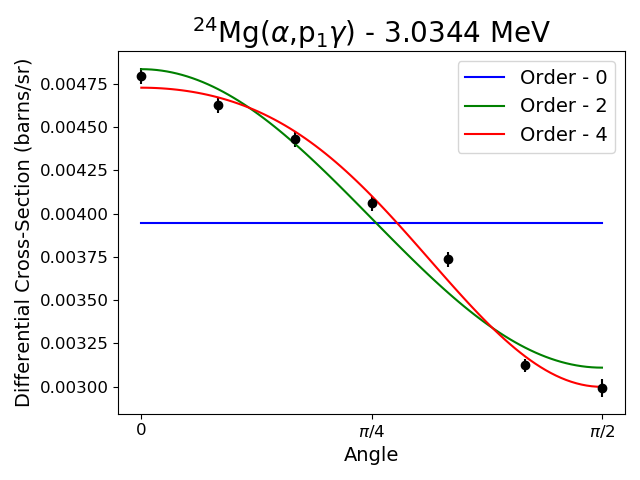 ²⁴Mg(α,p₁γ) - 3.0344 MeV
Differential Cross-Section (barns/sr)
0.00475
0.00450
0.00425
0.00400
0.00375
0.00350
0.00325
0.00300
Order - 0
Order - 2
Order - 4
0
π/4
π/2
Angle